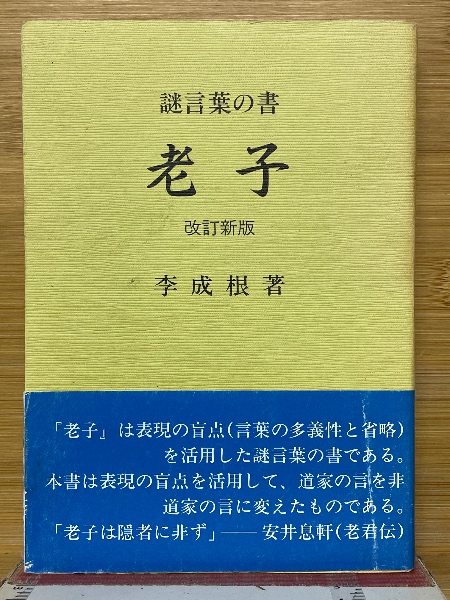 謎言葉の書
老子
改訂新版
李成根著
「老子』は表現の盲点(言葉の多義性と省略)
を活用した謎言葉の書である。
本書は表現の盲点を活用して、道家の言を非
道家の言に変えたものである。
「老子は隠者に非ず」── 安井息軒(老君伝)